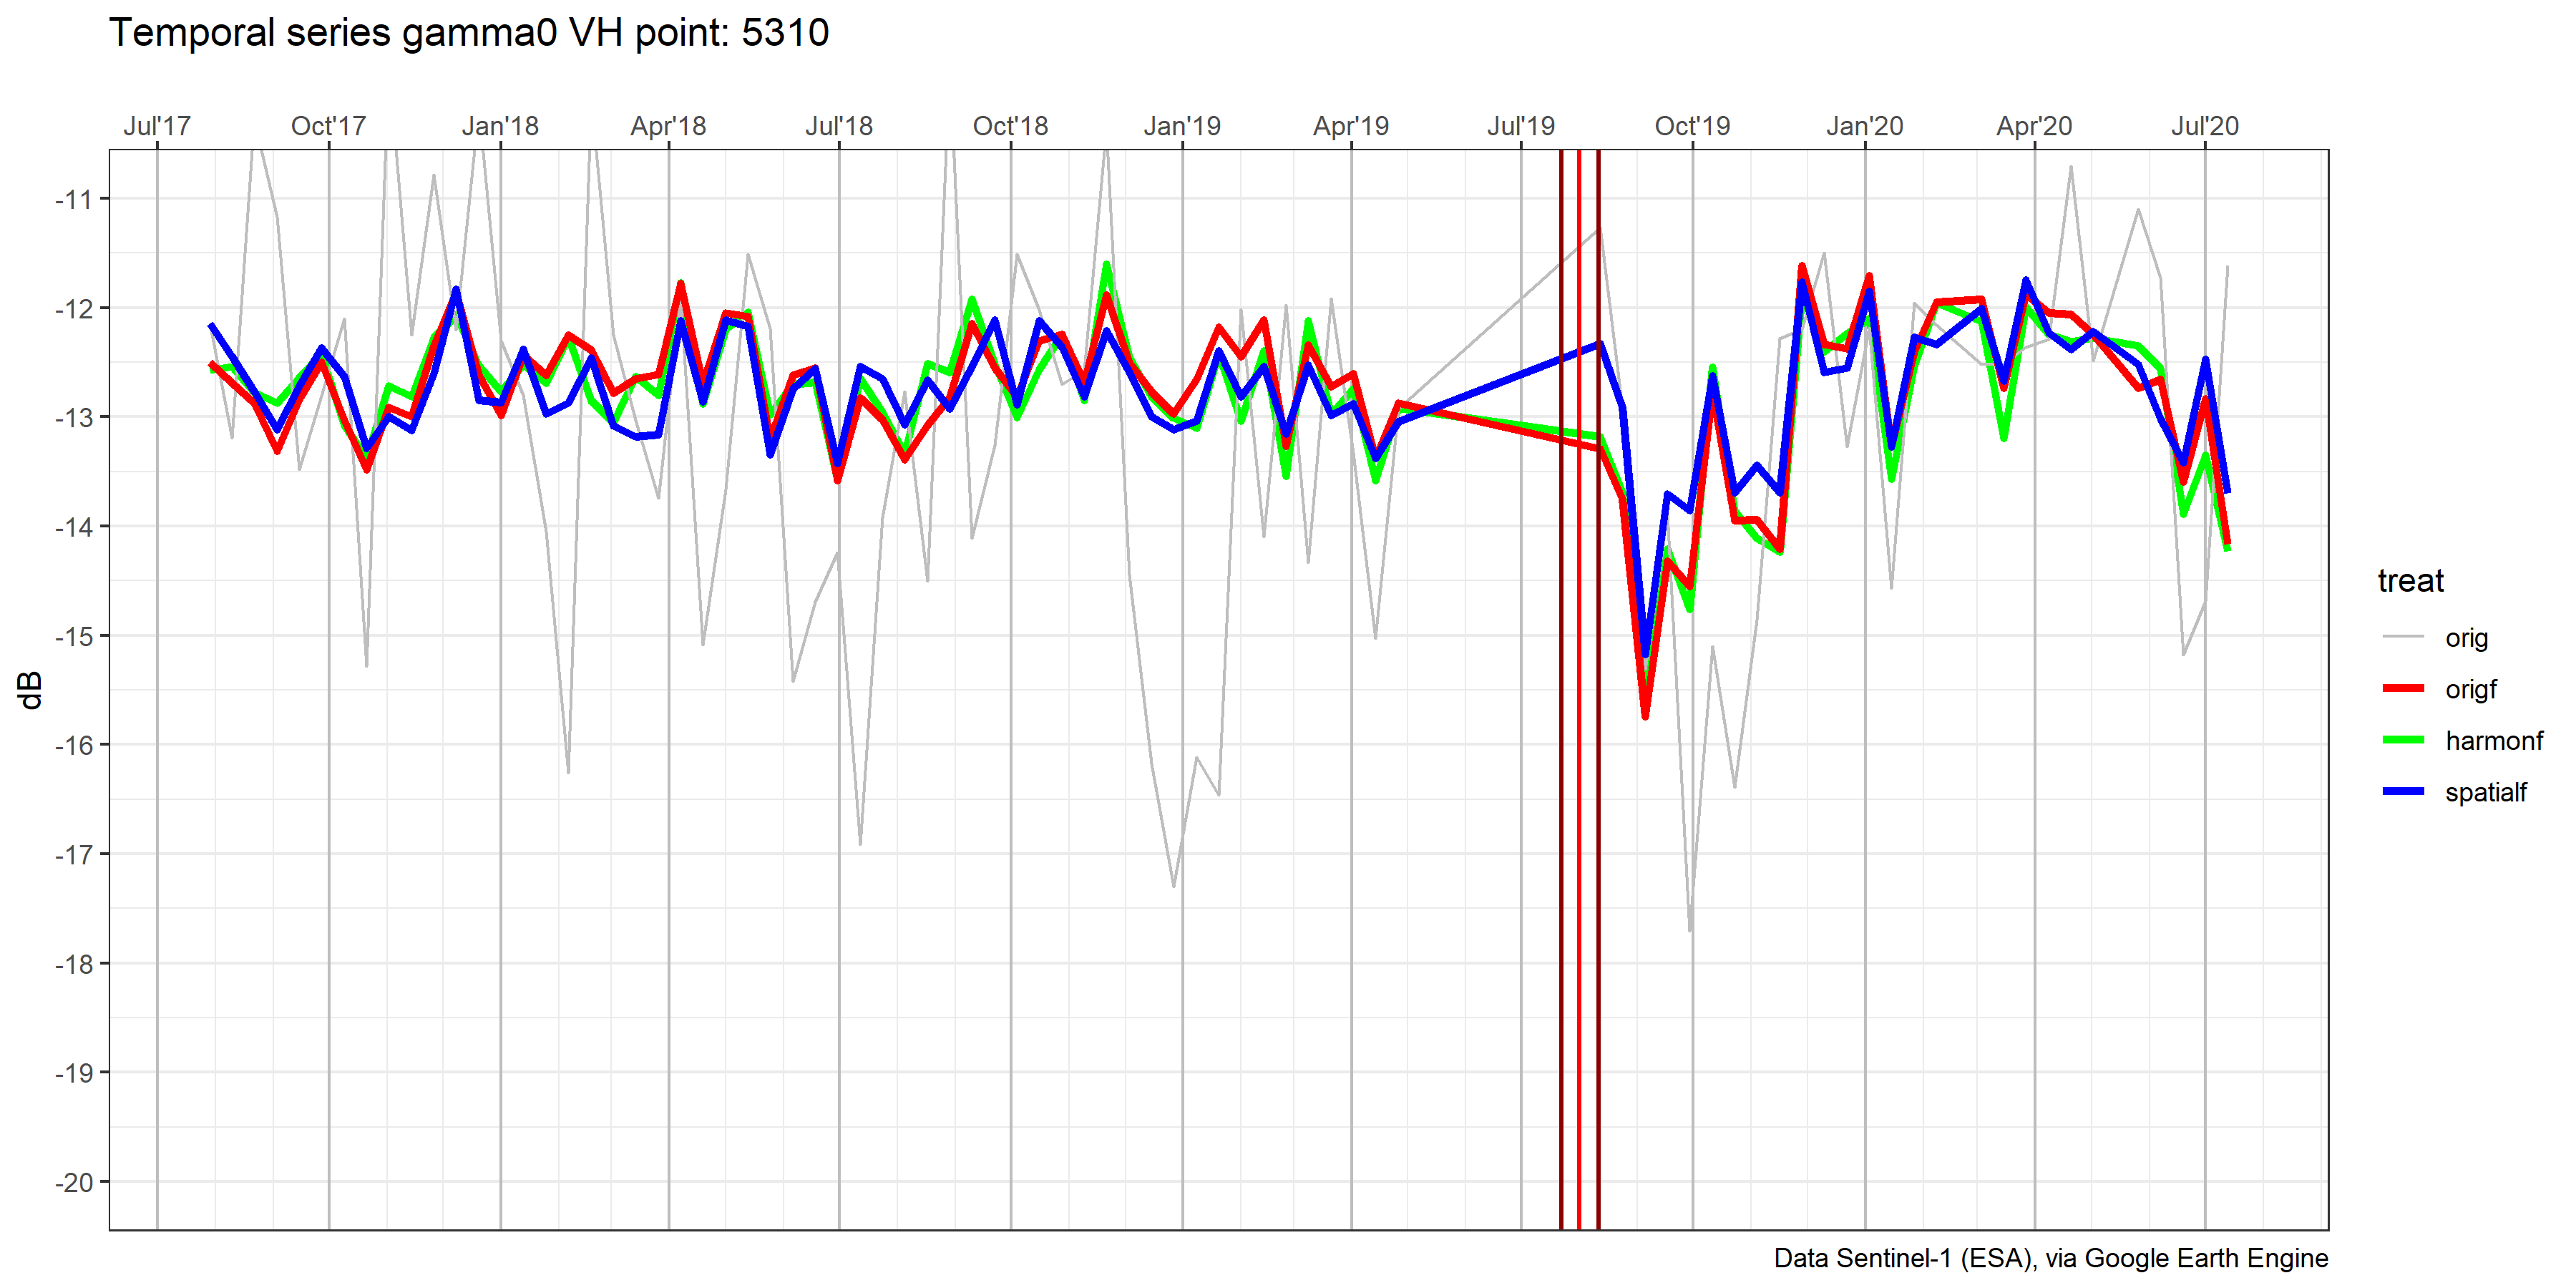 Temporal series gamma0 VH point: 5310
Jul'17 Oct'17 Jan'18 Apr'18 Jul'18 Oct'18 Jan'19 Apr'19 Jul'19 Oct'19 Jan'20 Apr'20 Jul'20
-11
-12
-13
-14
-15
-16
-17
-18
-19
-20
dB
treat
orig
origf
harmonf
spatialf
Data Sentinel-1 (ESA), via Google Earth Engine